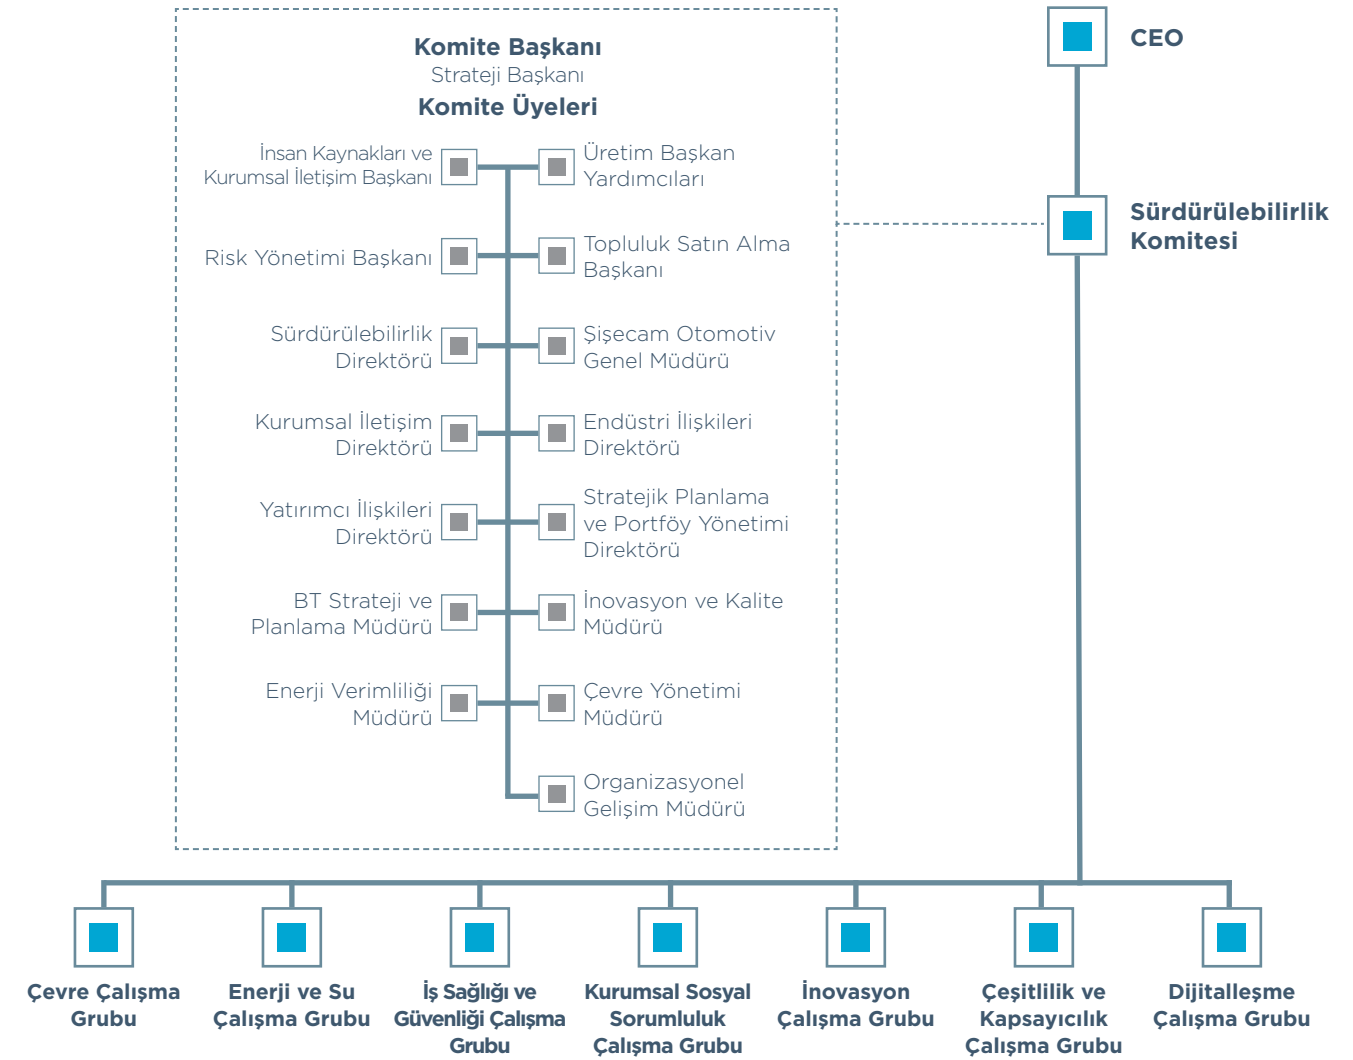 Komite Başkanı
Strateji Başkanı
Komite Üyeleri
İnsan Kaynakları ve
Kurumsal İletişim Başkanı
Üretim Başkan
Yardımcıları
Risk Yönetimi Başkanı
Topluluk Satın Alma
Başkanı
Sürdürülebilirlik
Direktörü
Şişecam Otomotiv
Genel Müdürü
Kurumsal İletişim
Direktörü
Endüstri İlişkileri
Direktörü
Yatırımcı İlişkileri
Direktörü
Stratejik Planlama
ve Portföy Yönetimi
Direktörü
BT Strateji ve
Planlama Müdürü
İnovasyon ve Kalite
Müdürü
Enerji Verimliliği
Müdürü
Çevre Yönetimi
Müdürü
Organizasyonel
Gelişim Müdürü
CEO
Sürdürülebilirlik
Komitesi
Çevre Çalışma
Grubu
Enerji ve Su
Çalışma Grubu
İş Sağlığı ve
Güvenliği Çalışma
Grubu
Kurumsal Sosyal
Sorumluluk
Çalışma Grubu
İnovasyon
Çalışma Grubu
Çeşitlilik ve
Kapsayıcılık
Çalışma Grubu
Dijitalleşme
Çalışma Grubu